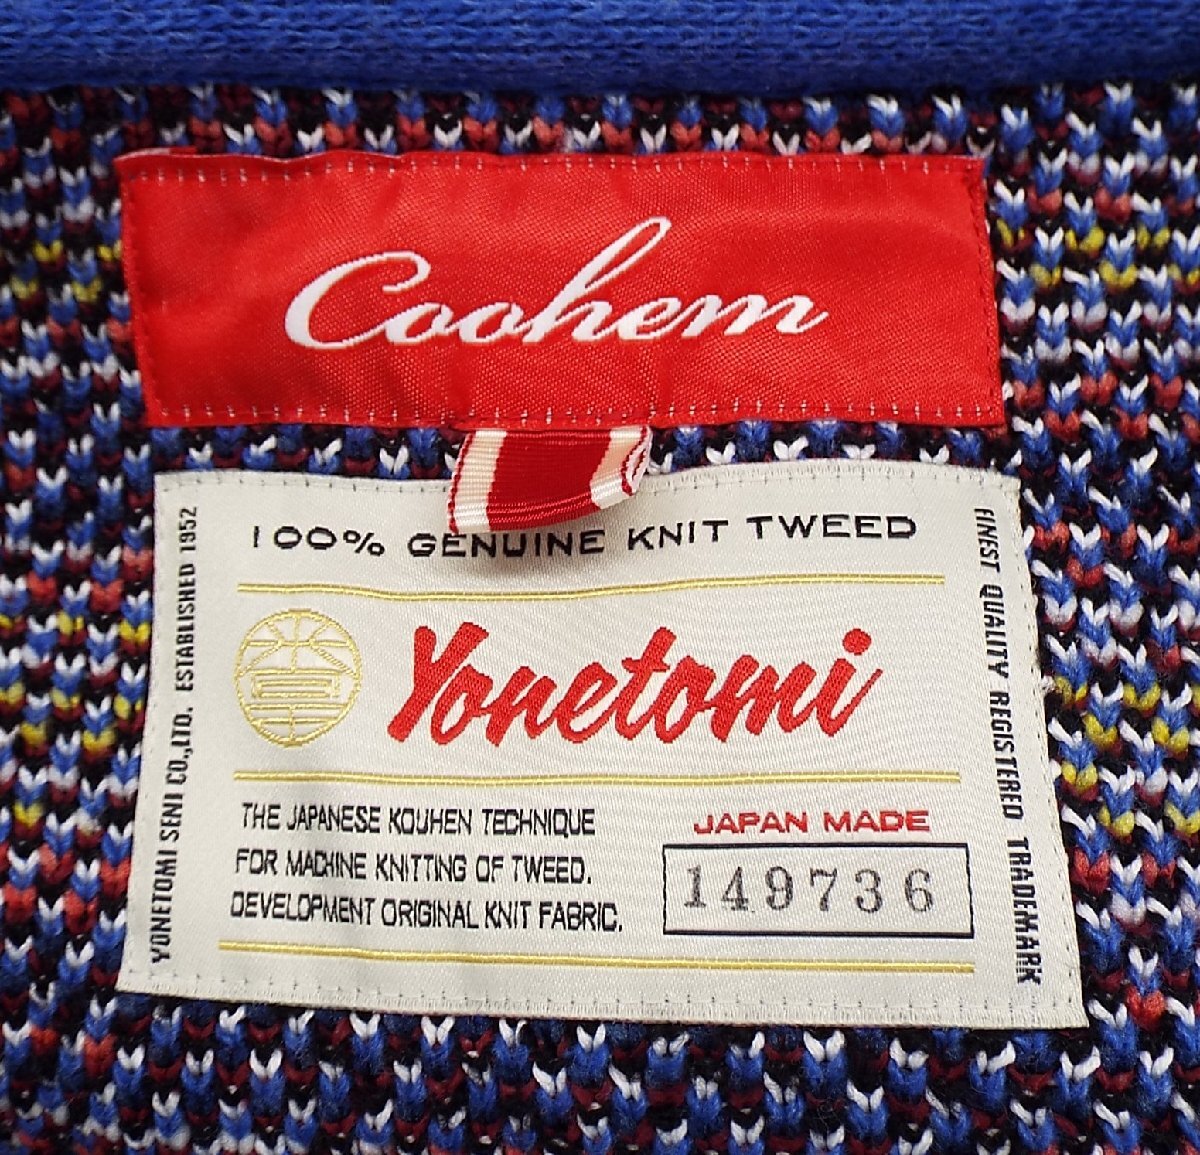 Coohem
100% GENUINE KNIT TWEED
YONETOMI SENI CO.,LTD. ESTABLISHED 1952
Yonetomi
FINEST QUALITY REGISTERED TRADEMARK
THE JAPANESE KOUHEN TECHNIQUE
FOR MACHINE KNITTING OF TWEED.
DEVELOPMENT ORIGINAL KNIT FABRIC.
JAPAN MADE
149736